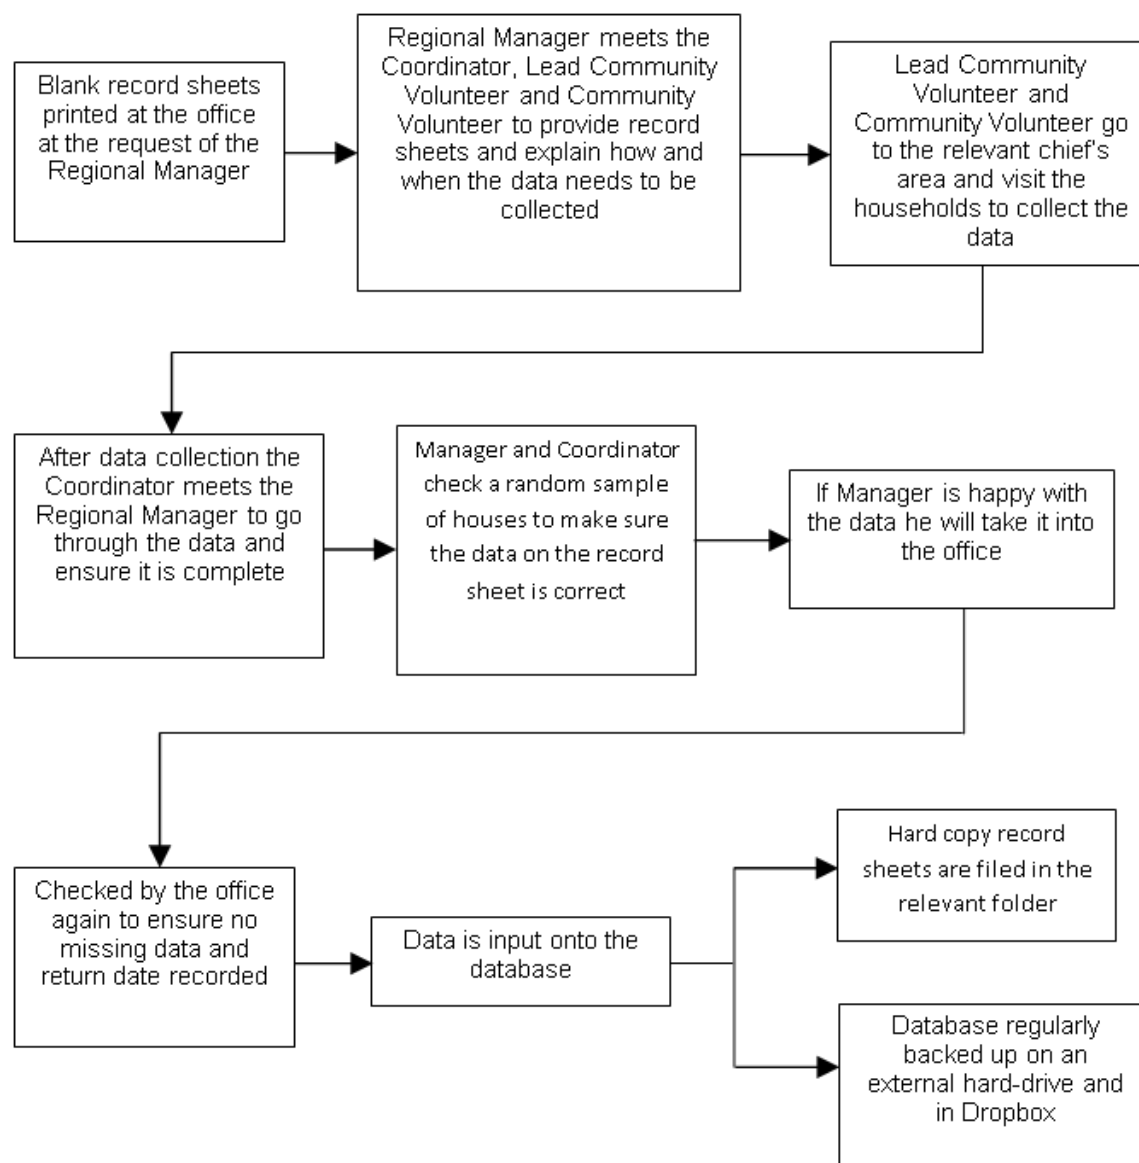 Blank record sheets
printed at the office
at the request of the
Regional Manager
Regional Manager meets the
Coordinator, Lead Community
Volunteer and Community
Volunteer to provide record
sheets and explain how and
when the data needs to be
collected
Lead Community
Volunteer and
Community Volunteer go
to the relevant chief's
area and visit the
households to collect the
data
After data collection the
Coordinator meets the
Regional Manager to go
through the data and
ensure it is complete
Manager and Coordinator
check a random sample
of houses to make sure
the data on the record
sheet is correct
If Manager is happy with
the data he will take it into
the office
Checked by the office
again to ensure no
missing data and
return date recorded
Data is input onto the
database
Hard copy record
sheets are filed in the
relevant folder
Database regularly
backed up on an
external hard-drive and
in Dropbox